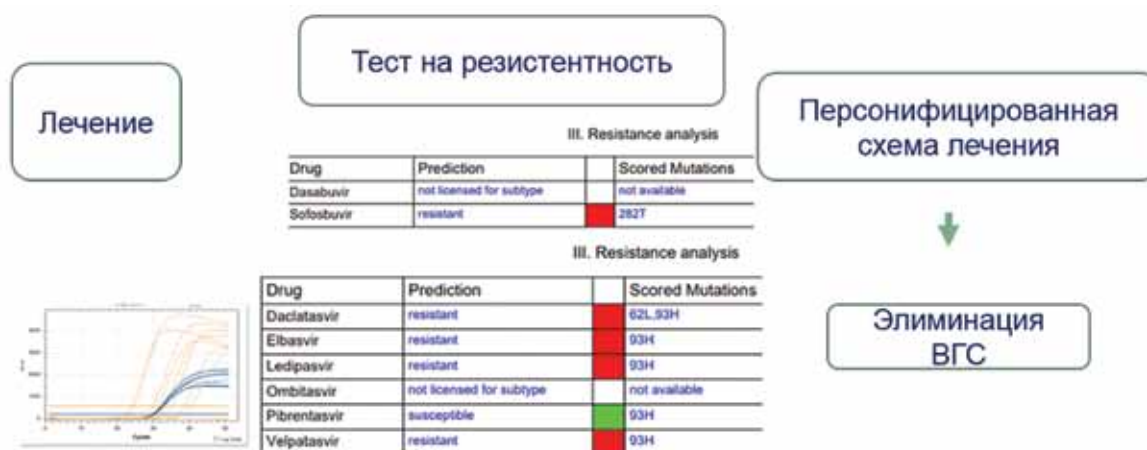 Лечение
Тест на резистентность
Персонифицированная
схема лечения
Элиминация
ВГС
III. Resistance analysis
Drug Prediction Scored Mutations
Dasabuvir not licensed for subtype not available
Sofosbuvir resistant 282T
III. Resistance analysis
Drug Prediction Scored Mutations
Daclatasvir resistant 62L,93H
Elbasvir resistant 93H
Ledipasvir resistant 93H
Ombitasvir not licensed for subtype not available
Pibrentasvir susceptible 93H
Velpatasvir resistant 93H